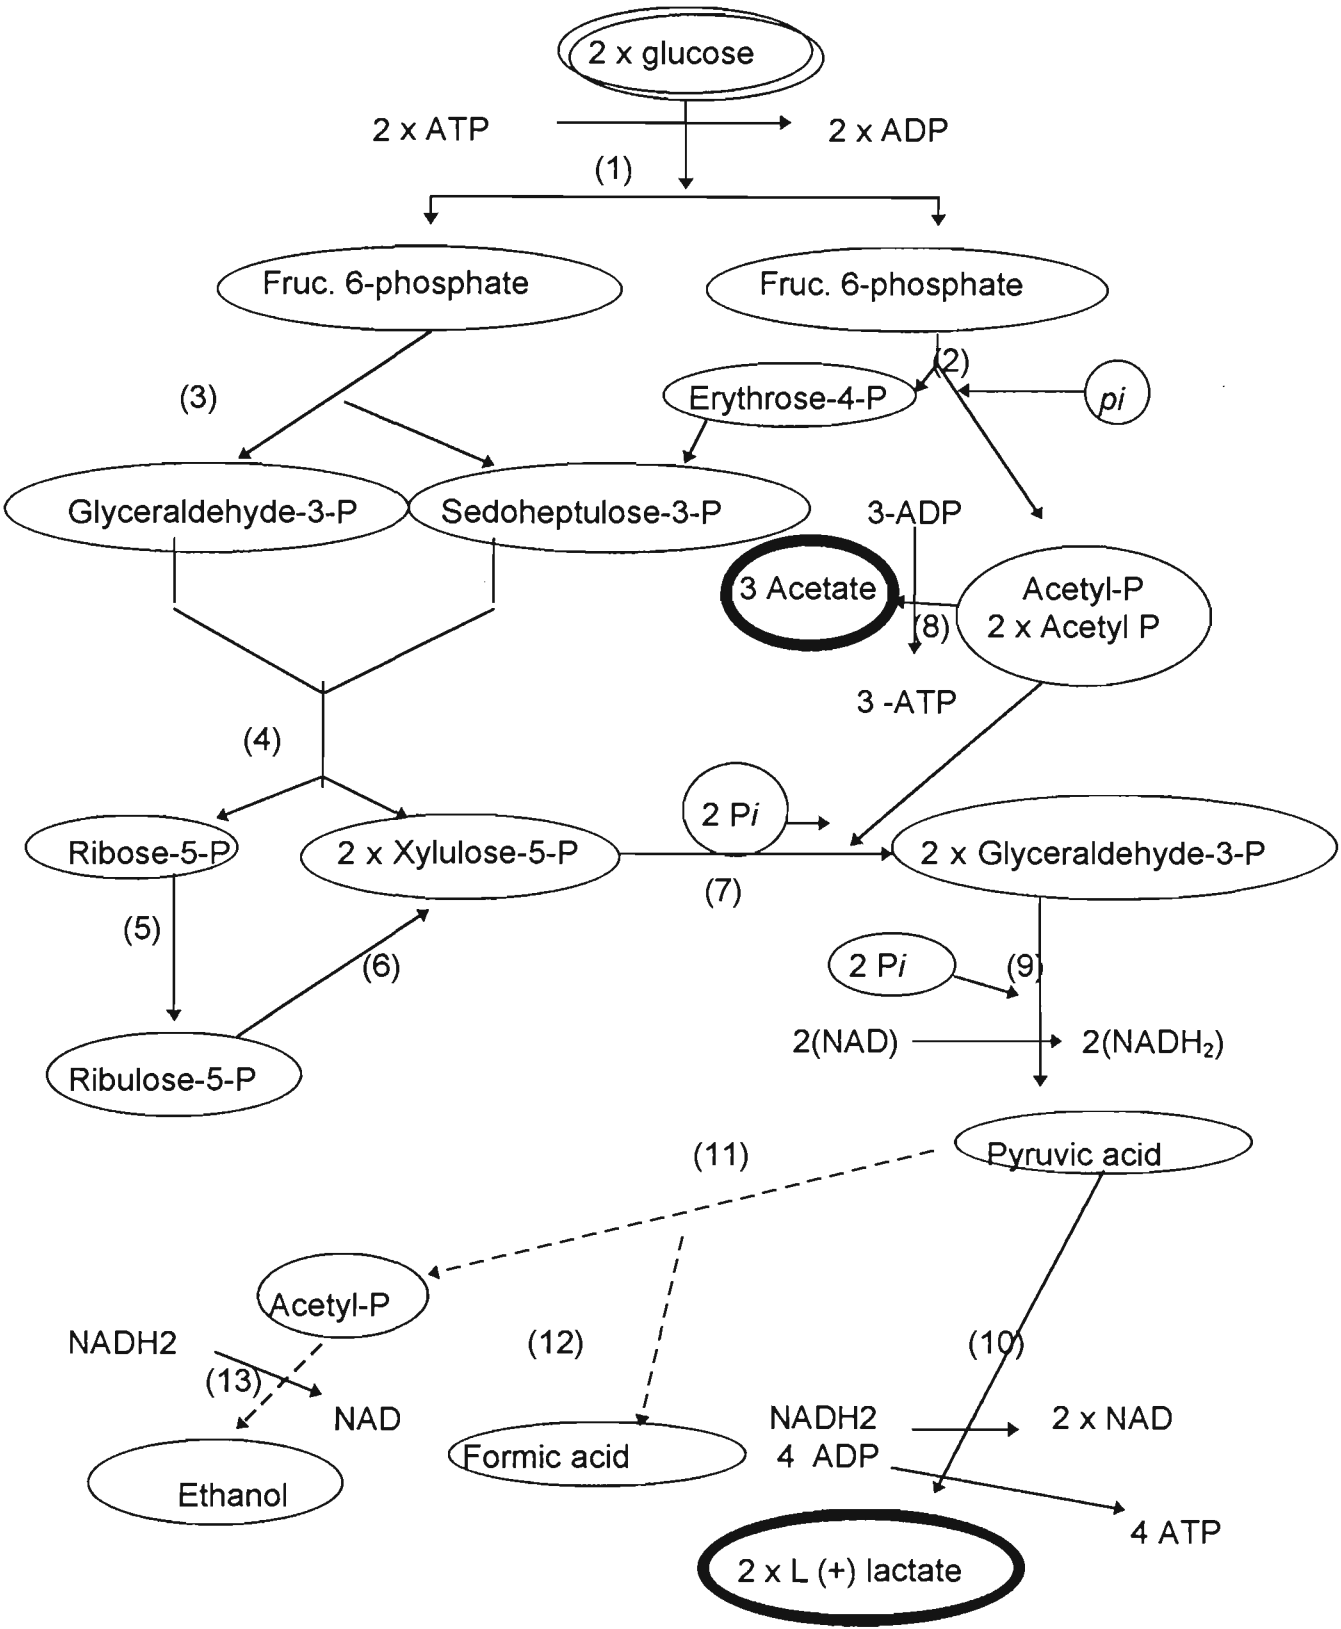 2 x glucose
2 x ATP
2 x ADP
(1)
Fruc. 6-phosphate
Fruc. 6-phosphate
(2)
(3)
Erythrose-4-P
pi
Glyceraldehyde-3-P
Sedoheptulose-3-P
3-ADP
3 Acetate
Acetyl-P
2 x Acetyl P
(8)
3 -ATP
(4)
2 Pi
Ribose-5-P
2 x Xylulose-5-P
2 x Glyceraldehyde-3-P
(7)
(5)
(6)
2 Pi
(9)
2(NAD)
2(NADH₂)
Ribulose-5-P
Pyruvic acid
(11)
Acetyl-P
NADH2
(12)
(10)
(13)
NAD
NADH2
2 x NAD
Formic acid
4 ADP
Ethanol
4 ATP
2 x L (+) lactate